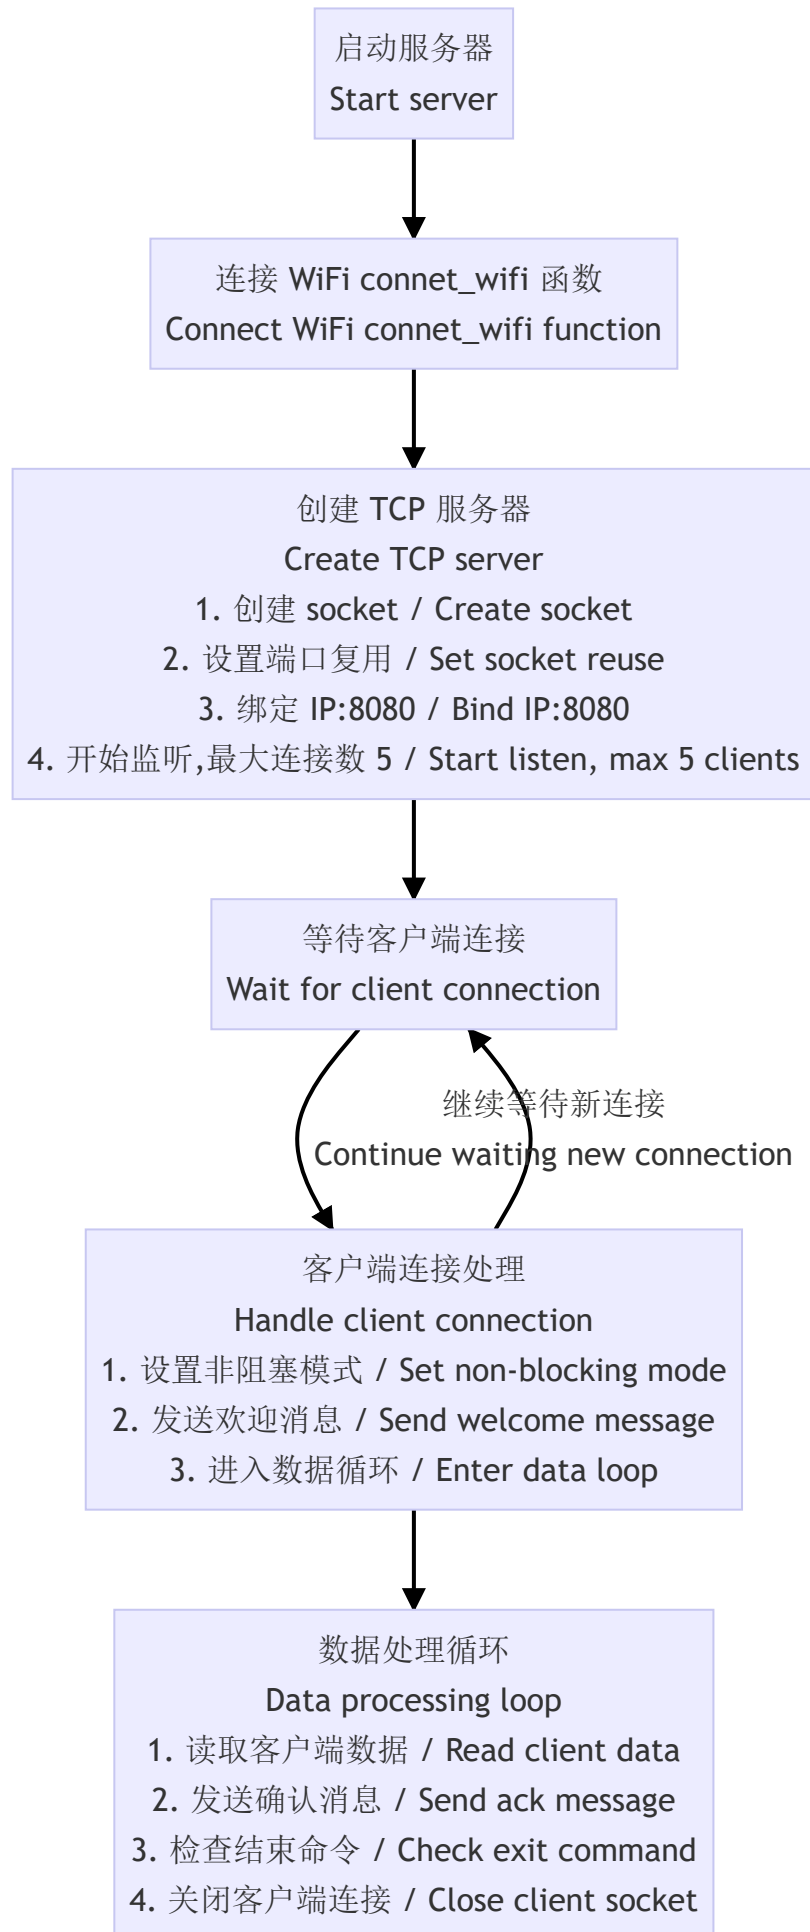 启动服务器
Start server
连接 WiFi connet_wifi 函数
Connect WiFi connet_wifi function
创建 TCP 服务器
Create TCP server
1. 创建 socket / Create socket
2. 设置端口复用 / Set socket reuse
3. 绑定 IP:8080 / Bind IP:8080
4. 开始监听,最大连接数 5 / Start listen, max 5 clients
等待客户端连接
Wait for client connection
继续等待新连接
Continue waiting new connection
客户端连接处理
Handle client connection
1. 设置非阻塞模式 / Set non-blocking mode
2. 发送欢迎消息 / Send welcome message
3. 进入数据循环 / Enter data loop
数据处理循环
Data processing loop
1. 读取客户端数据 / Read client data
2. 发送确认消息 / Send ack message
3. 检查结束命令 / Check exit command
4. 关闭客户端连接 / Close client socket